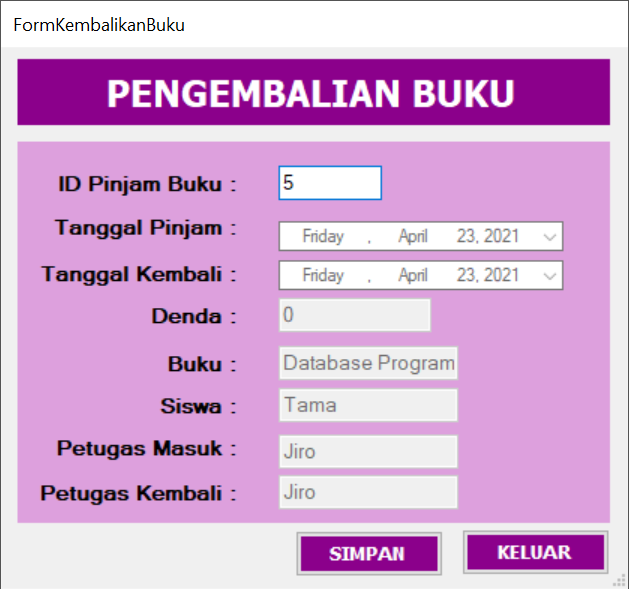 FormKembalikanBuku
PENGEMBALIAN BUKU
ID Pinjam Buku : 5
Tanggal Pinjam : Friday , April 23, 2021
Tanggal Kembali : Friday , April 23, 2021
Denda : 0
Buku : Database Program
Siswa : Tama
Petugas Masuk : Jiro
Petugas Kembali : Jiro
SIMPAN KELUAR